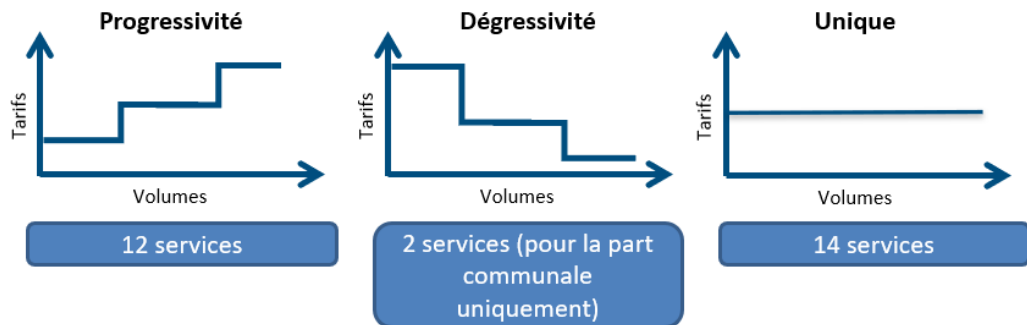 Progressivité
Tarifs
Volumes
12 services
Dégressivité
Tarifs
Volumes
2 services (pour la part
communale
uniquement)
Unique
Tarifs
Volumes
14 services